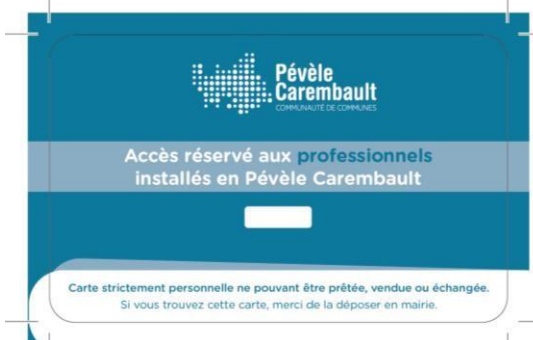 Pévèle
Carembault
COMMUNAUTÉ DE COMMUNES
Accès réservé aux professionnels
installés en Pévèle Carembault
Carte strictement personnelle ne pouvant être prêtée, vendue ou échangée.
Si vous trouvez cette carte, merci de la déposer en mairie.